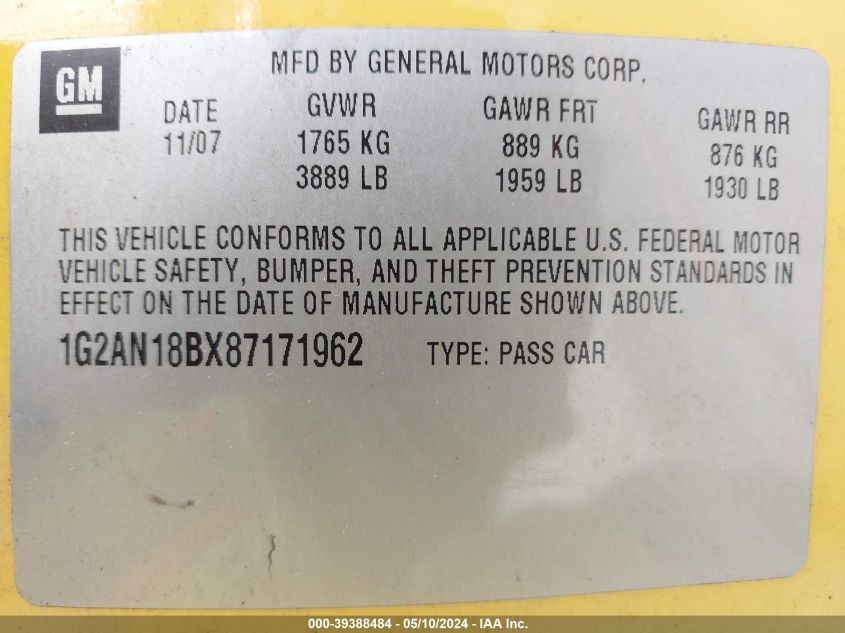 GM
MFD BY GENERAL MOTORS CORP.
DATE GVWR GAWR FRT GAWR RR
11/07 1765 KG 889 KG 876 KG
3889 LB 1959 LB 1930 LB
THIS VEHICLE CONFORMS TO ALL APPLICABLE U.S. FEDERAL MOTOR
VEHICLE SAFETY, BUMPER, AND THEFT PREVENTION STANDARDS IN
EFFECT ON THE DATE OF MANUFACTURE SHOWN ABOVE.
1G2AN18BX87171962 TYPE: PASS CAR
000-39388484 - 05/10/2024 - IAA Inc.